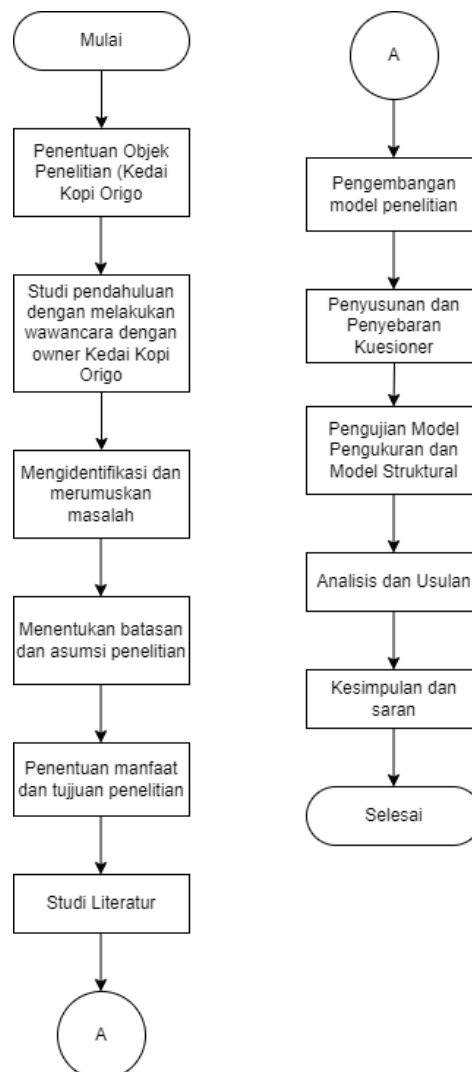 Mulai
Penentuan Objek
Penelitian (Kedai
Kopi Origo
Studi pendahuluan
dengan melakukan
wawancara dengan
owner Kedai Kopi
Origo
Mengidentifikasi dan
merumuskan
masalah
Menentukan batasan
dan asumsi penelitian
Penentuan manfaat
dan tujjuan penelitian
Studi Literatur
A
A
Pengembangan
model penelitian
Penyusunan dan
Penyebaran
Kuesioner
Pengujian Model
Pengukuran dan
Model Struktural
Analisis dan Usulan
Kesimpulan dan
saran
Selesai